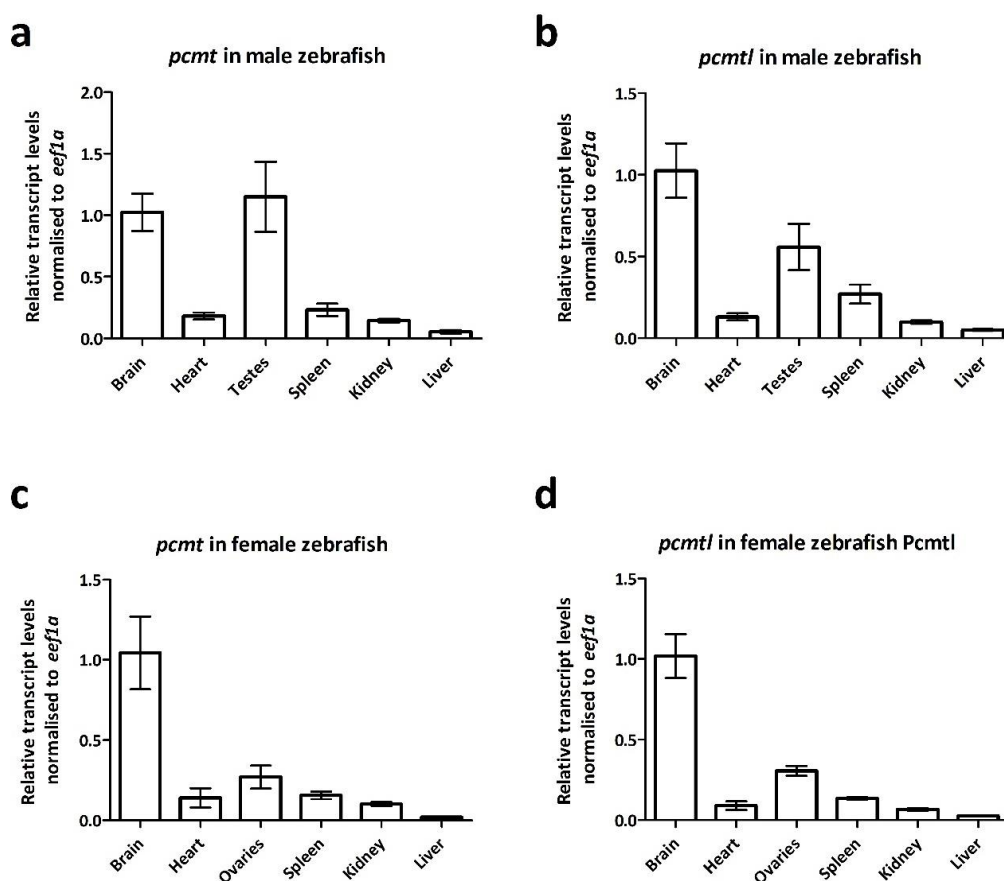 a
pcmt in male zebrafish
Relative transcript levels
normalised to eef1a
2.0
1.5
1.0
0.5
0.0
Brain
Heart
Testes
Spleen
Kidney
Liver
b
pcmtl in male zebrafish
Relative transcript levels
normalised to eef1a
1.5
1.0
0.5
0.0
Brain
Heart
Testes
Spleen
Kidney
Liver
c
pcmt in female zebrafish
Relative transcript levels
normalised to eef1a
1.5
1.0
0.5
0.0
Brain
Heart
Ovaries
Spleen
Kidney
Liver
d
pcmtl in female zebrafish Pcmtl
Relative transcript levels
normalised to eef1a
1.5
1.0
0.5
0.0
Brain
Heart
Ovaries
Spleen
Kidney
Liver